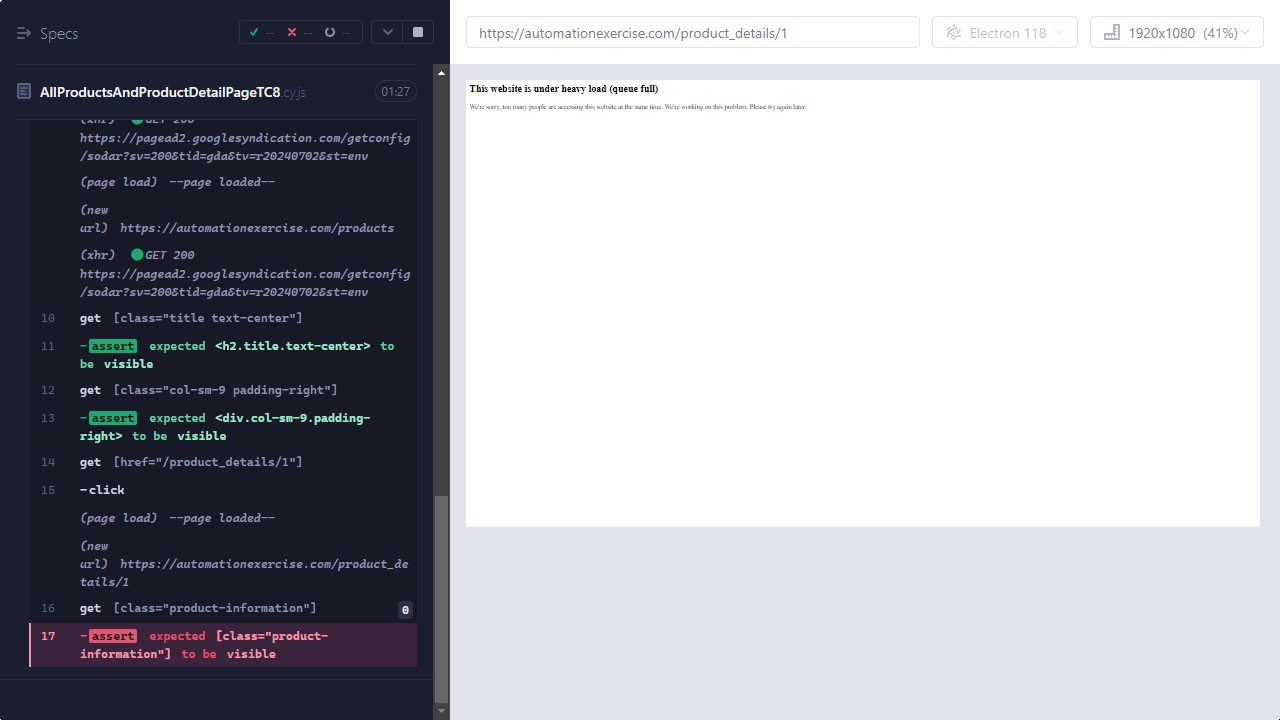 Specs
-- -- --
https://automationexercise.com/product_details/1
Electron 118
1920x1080 (41%)
AllProductsAndProductDetailPageTC8.cy.js
01:27
(xhr) GET 200
https://pagead2.googlesyndication.com/getconfig
/sodar?sv=200&tid=gda&tv=r20240702&st=env
(page load) --page loaded--
(new
url) https://automationexercise.com/products
(xhr) GET 200
https://pagead2.googlesyndication.com/getconfig
/sodar?sv=200&tid=gda&tv=r20240702&st=env
10 get [class="title text-center"]
11 -assert expected <h2.title.text-center> to
be visible
12 get [class="col-sm-9 padding-right"]
13 -assert expected <div.col-sm-9.padding-
right> to be visible
14 get [href="/product_details/1"]
15 -click
(page load) --page loaded--
(new
url) https://automationexercise.com/product_de
tails/1
16 get [class="product-information"] 0
17 -assert expected [class="product-
information"] to be visible
This website is under heavy load (queue full)
We're sorry, too many people are accessing this website at the same time. We're working on this problem. Please try again later.